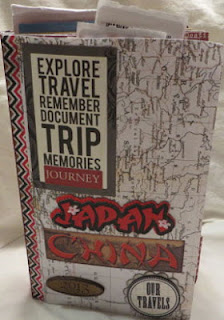 EXPLORE
TRAVEL
REMEMBER
DOCUMENT
TRIP
MEMORIES
JOURNEY
JAPAN
CHINA
OUR
TRAVELS